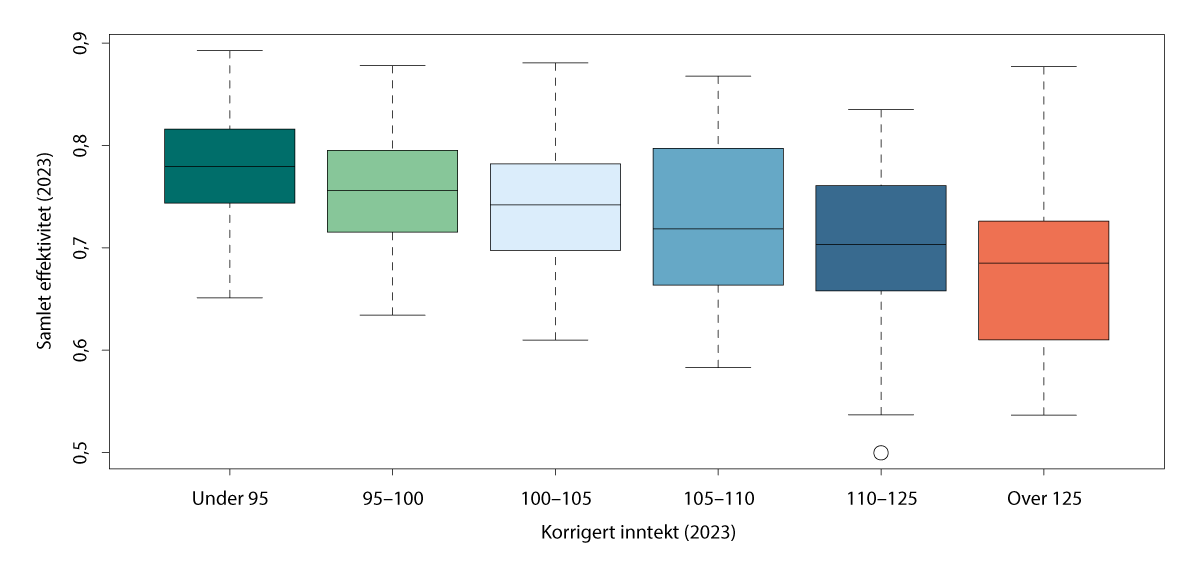 0,9
0,8
0,7
0,6
0,5
Samlet effektivitet (2023)
Under 95
95–100
100–105
105–110
110–125
Over 125
Korrigert inntekt (2023)